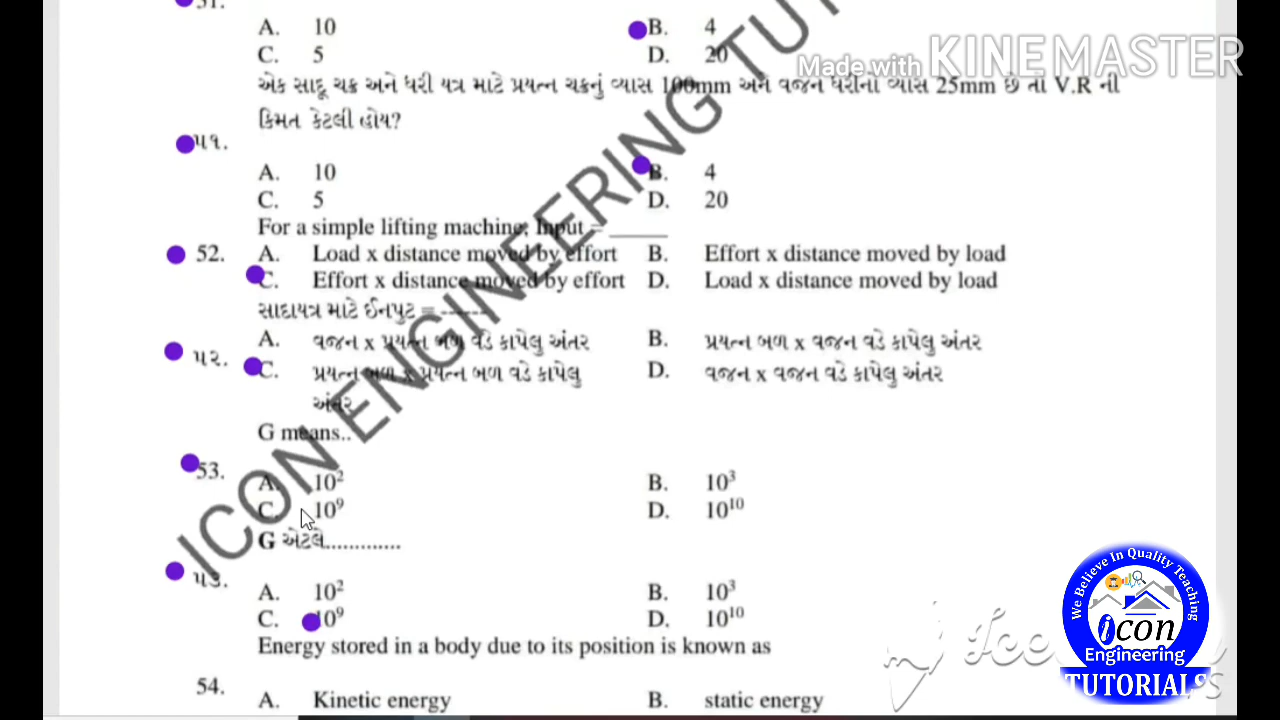 51.
A. 10 B. 4
C. 5 D. 20
Made with KINEMASTER
એક સાદૂ ચક્ર અને ધરી યત્ર માટે પ્રયત્ન ચક્રનું વ્યાસ 100mm અને વજન ધરીનો વ્યાસ 25mm છે તો V.R ની
કિમત કેટલી હોય?
૫૧.
A. 10 B. 4
C. 5 D. 20
For a simple lifting machine; Input = ______
52. A. Load x distance moved by effort B. Effort x distance moved by load
C. Effort x distance moved by effort D. Load x distance moved by load
સાદાયત્ર માટે ઈનપુટ = ------
૫૨. A. વજન x પ્રયત્ન બળ વડે કાપેલુ અંતર B. પ્રયત્ન બળ x વજન વડે કાપેલુ અંતર
C. પ્રયત્ન બળ x પ્રયત્ન બળ વડે કાપેલુ D. વજન x વજન વડે કાપેલુ અંતર
અંતર
G means..
53.
A. 10² B. 10³
C. 10⁹ D. 10¹⁰
G એટલે.............
૫૩.
A. 10² B. 10³
C. 10⁹ D. 10¹⁰
Energy stored in a body due to its position is known as
54.
A. Kinetic energy B. static energy
ICON ENGINEERING TUT
We Believe In Quality Teaching
icon
Engineering
TUTORIALS